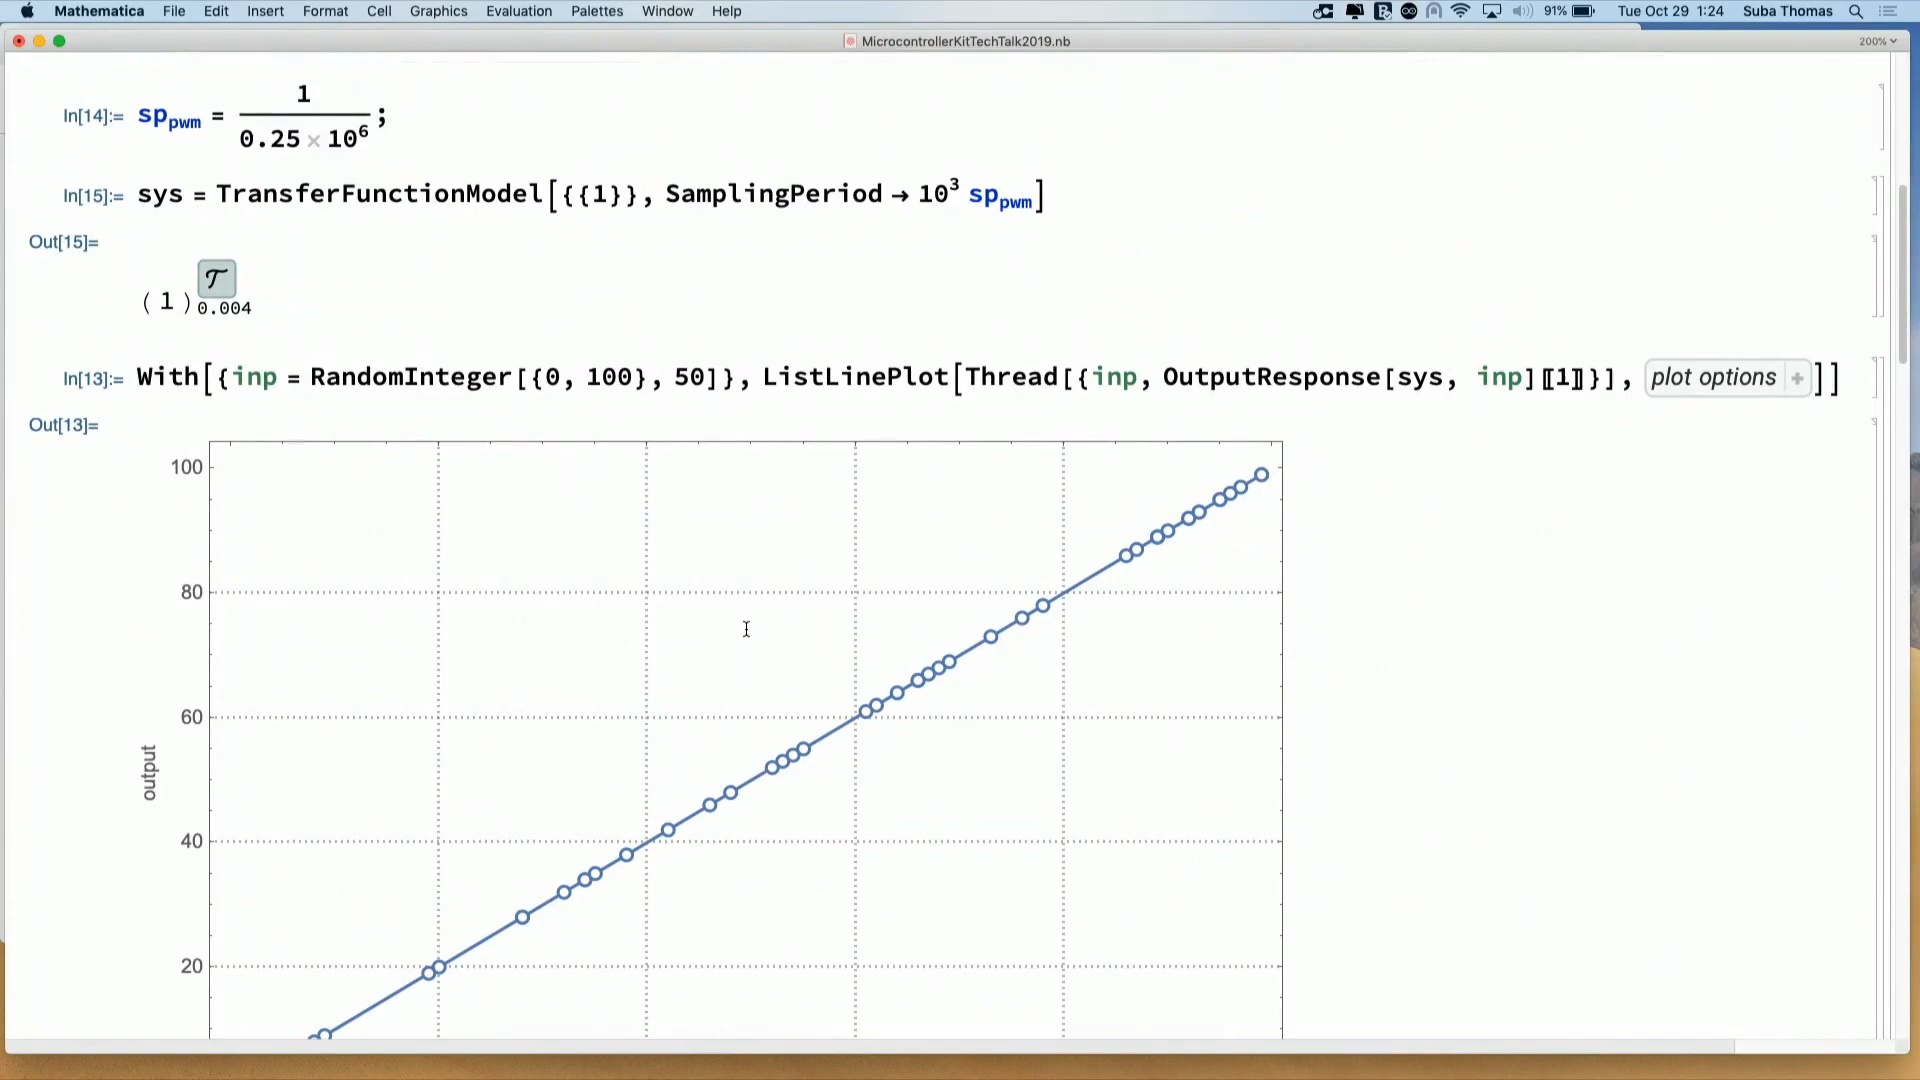 Mathematica File Edit Insert Format Cell Graphics Evaluation Palettes Window Help 91% Tue Oct 29 1:24 Suba Thomas
MicrocontrollerKitTechTalk2019.nb 200%
In[14]:= sp_pwm = 1 / (0.25 × 10^6) ;
In[15]:= sys = TransferFunctionModel[{{1}}, SamplingPeriod → 10^3 sp_pwm]
Out[15]=
( 1 )_0.004^𝒯
In[13]:= With[{inp = RandomInteger[{0, 100}, 50]}, ListLinePlot[Thread[{inp, OutputResponse[sys, inp]〚1〛}], plot options +]]
Out[13]=
100
80
60
output
40
20